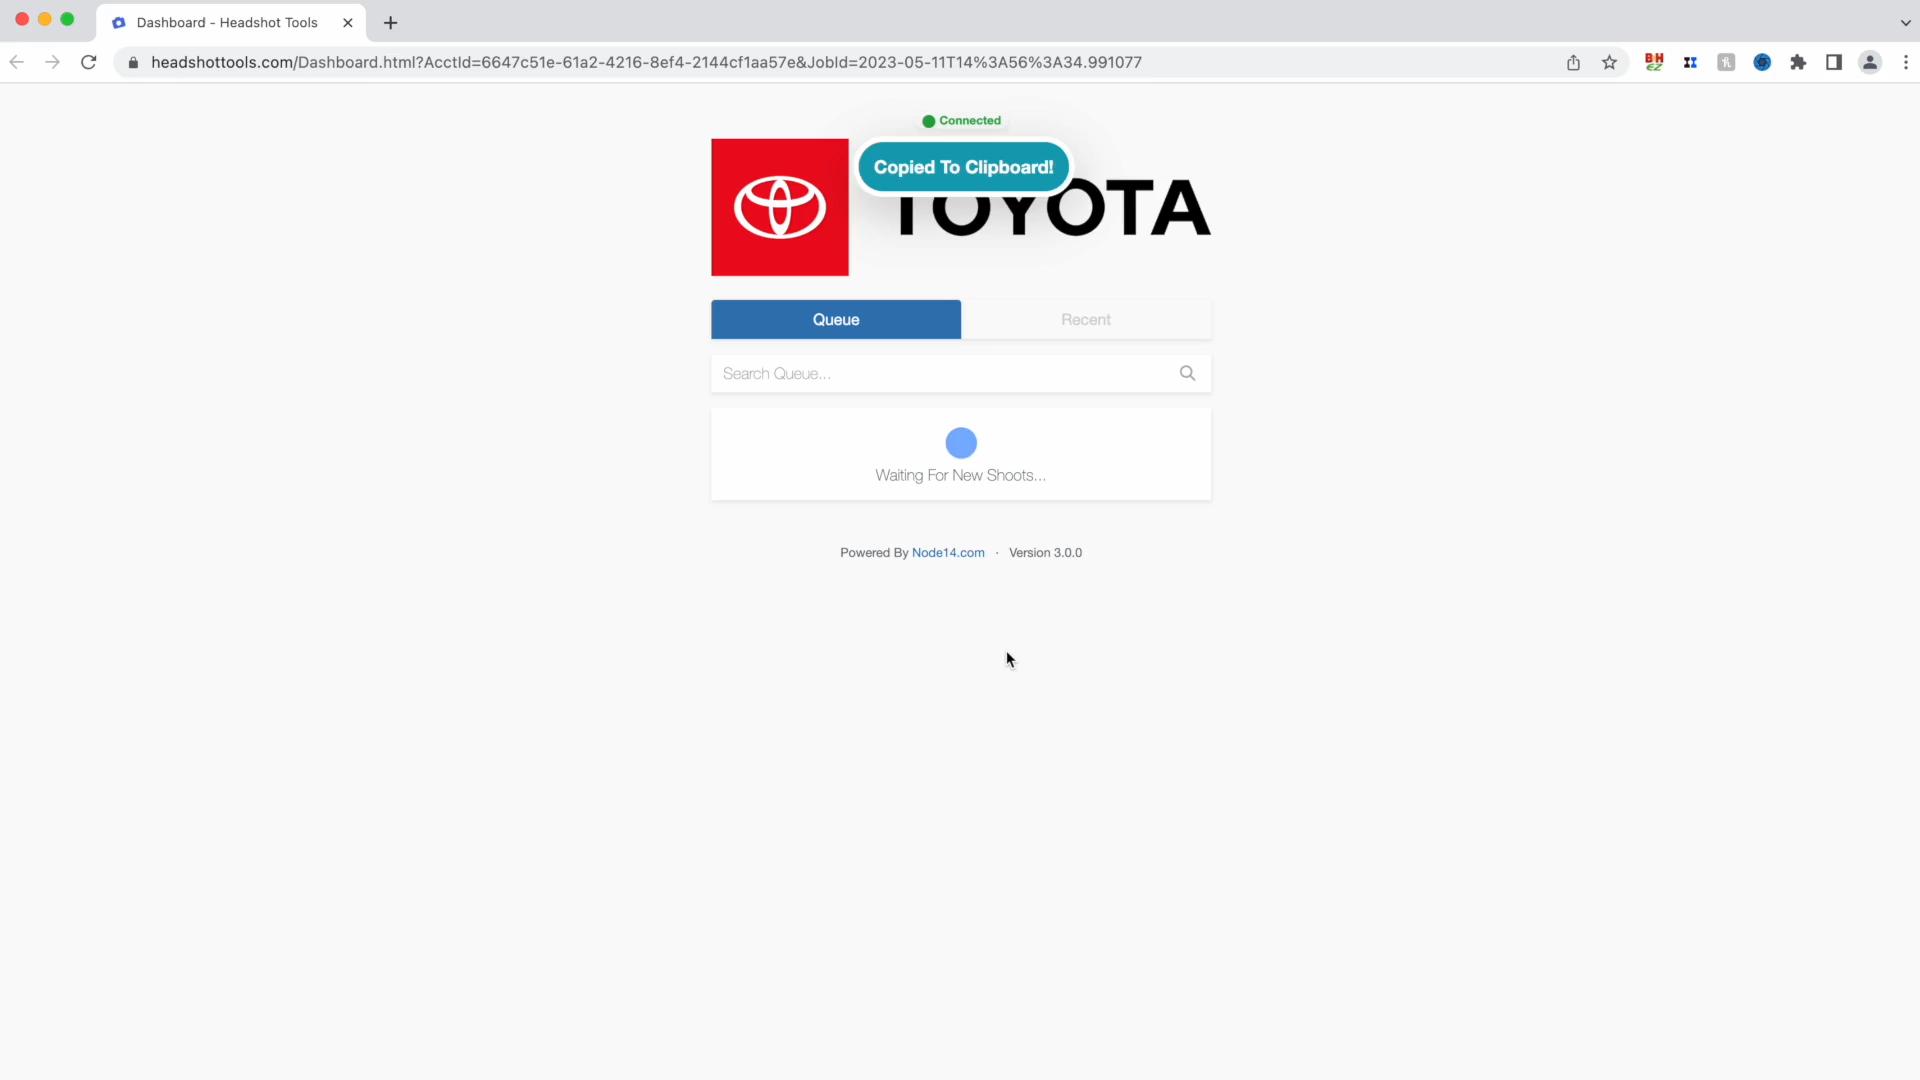 Dashboard - Headshot Tools
headshottools.com/Dashboard.html?AcctId=6647c51e-61a2-4216-8ef4-2144cf1aa57e&JobId=2023-05-11T14%3A56%3A34.991077
BH
EZ
Connected
Copied To Clipboard!
TOYOTA
Queue
Recent
Search Queue...
Waiting For New Shoots...
Powered By Node14.com · Version 3.0.0